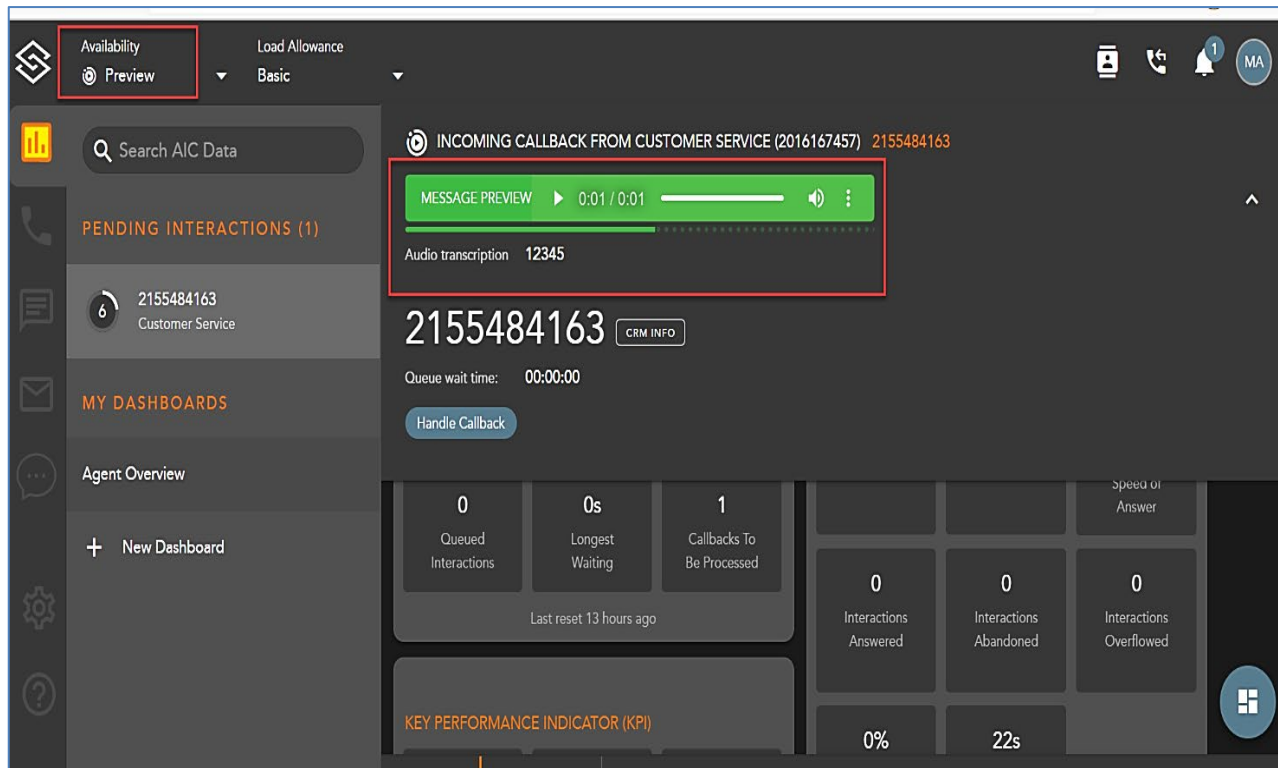 Availability
Preview
Load Allowance
Basic
1
MA
Search AIC Data
PENDING INTERACTIONS (1)
6
2155484163
Customer Service
MY DASHBOARDS
Agent Overview
+ New Dashboard
INCOMING CALLBACK FROM CUSTOMER SERVICE (2016167457) 2155484163
MESSAGE PREVIEW 0:01 / 0:01
Audio transcription 12345
2155484163 CRM INFO
Queue wait time: 00:00:00
Handle Callback
0
Queued
Interactions
0s
Longest
Waiting
1
Callbacks To
Be Processed
Last reset 13 hours ago
KEY PERFORMANCE INDICATOR (KPI)
Speed of
Answer
0
Interactions
Answered
0
Interactions
Abandoned
0
Interactions
Overflowed
0%
22s